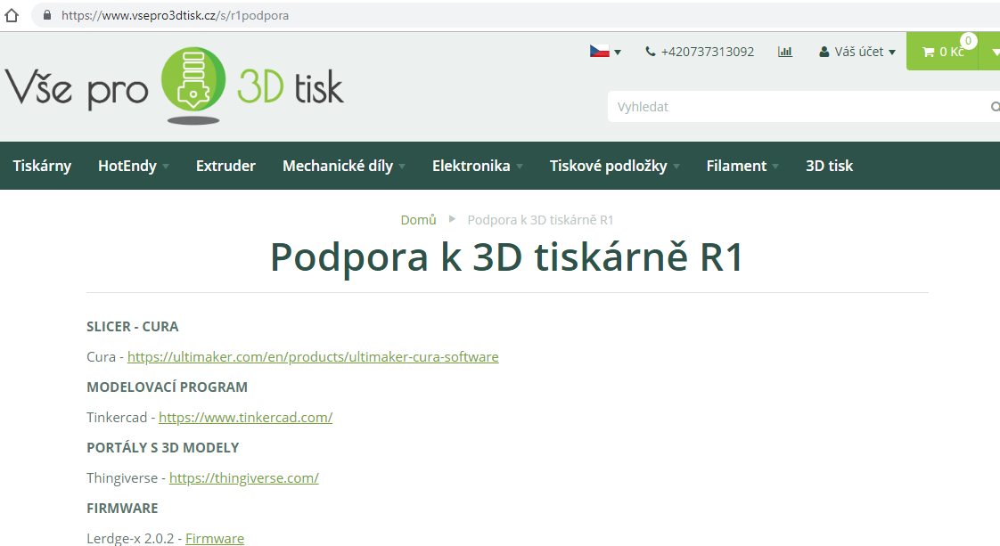 https://www.vsepro3dtisk.cz/s/r1podpora
+420737313092
Váš účet
0 Kč
0
Vše pro 3D tisk
Vyhledat
Tiskárny HotEndy Extruder Mechanické díly Elektronika Tiskové podložky Filament 3D tisk
Domů Podpora k 3D tiskárně R1
Podpora k 3D tiskárně R1
SLICER - CURA
Cura - https://ultimaker.com/en/products/ultimaker-cura-software
MODELOVACÍ PROGRAM
Tinkercad - https://www.tinkercad.com/
PORTÁLY S 3D MODELY
Thingiverse - https://thingiverse.com/
FIRMWARE
Lerdge-x 2.0.2 - Firmware